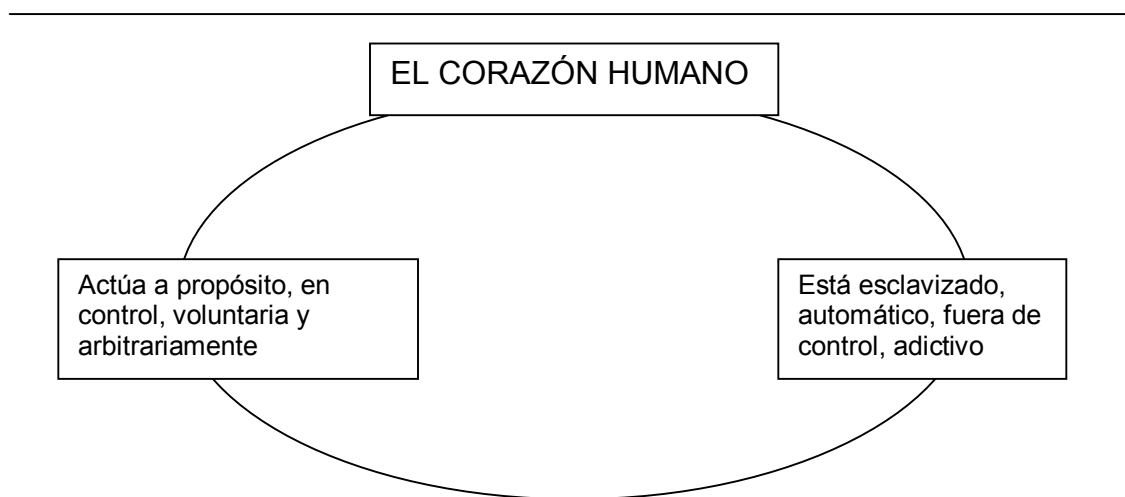 EL CORAZÓN HUMANO
Actúa a propósito, en
control, voluntaria y
arbitrariamente
Está esclavizado,
automático, fuera de
control, adictivo